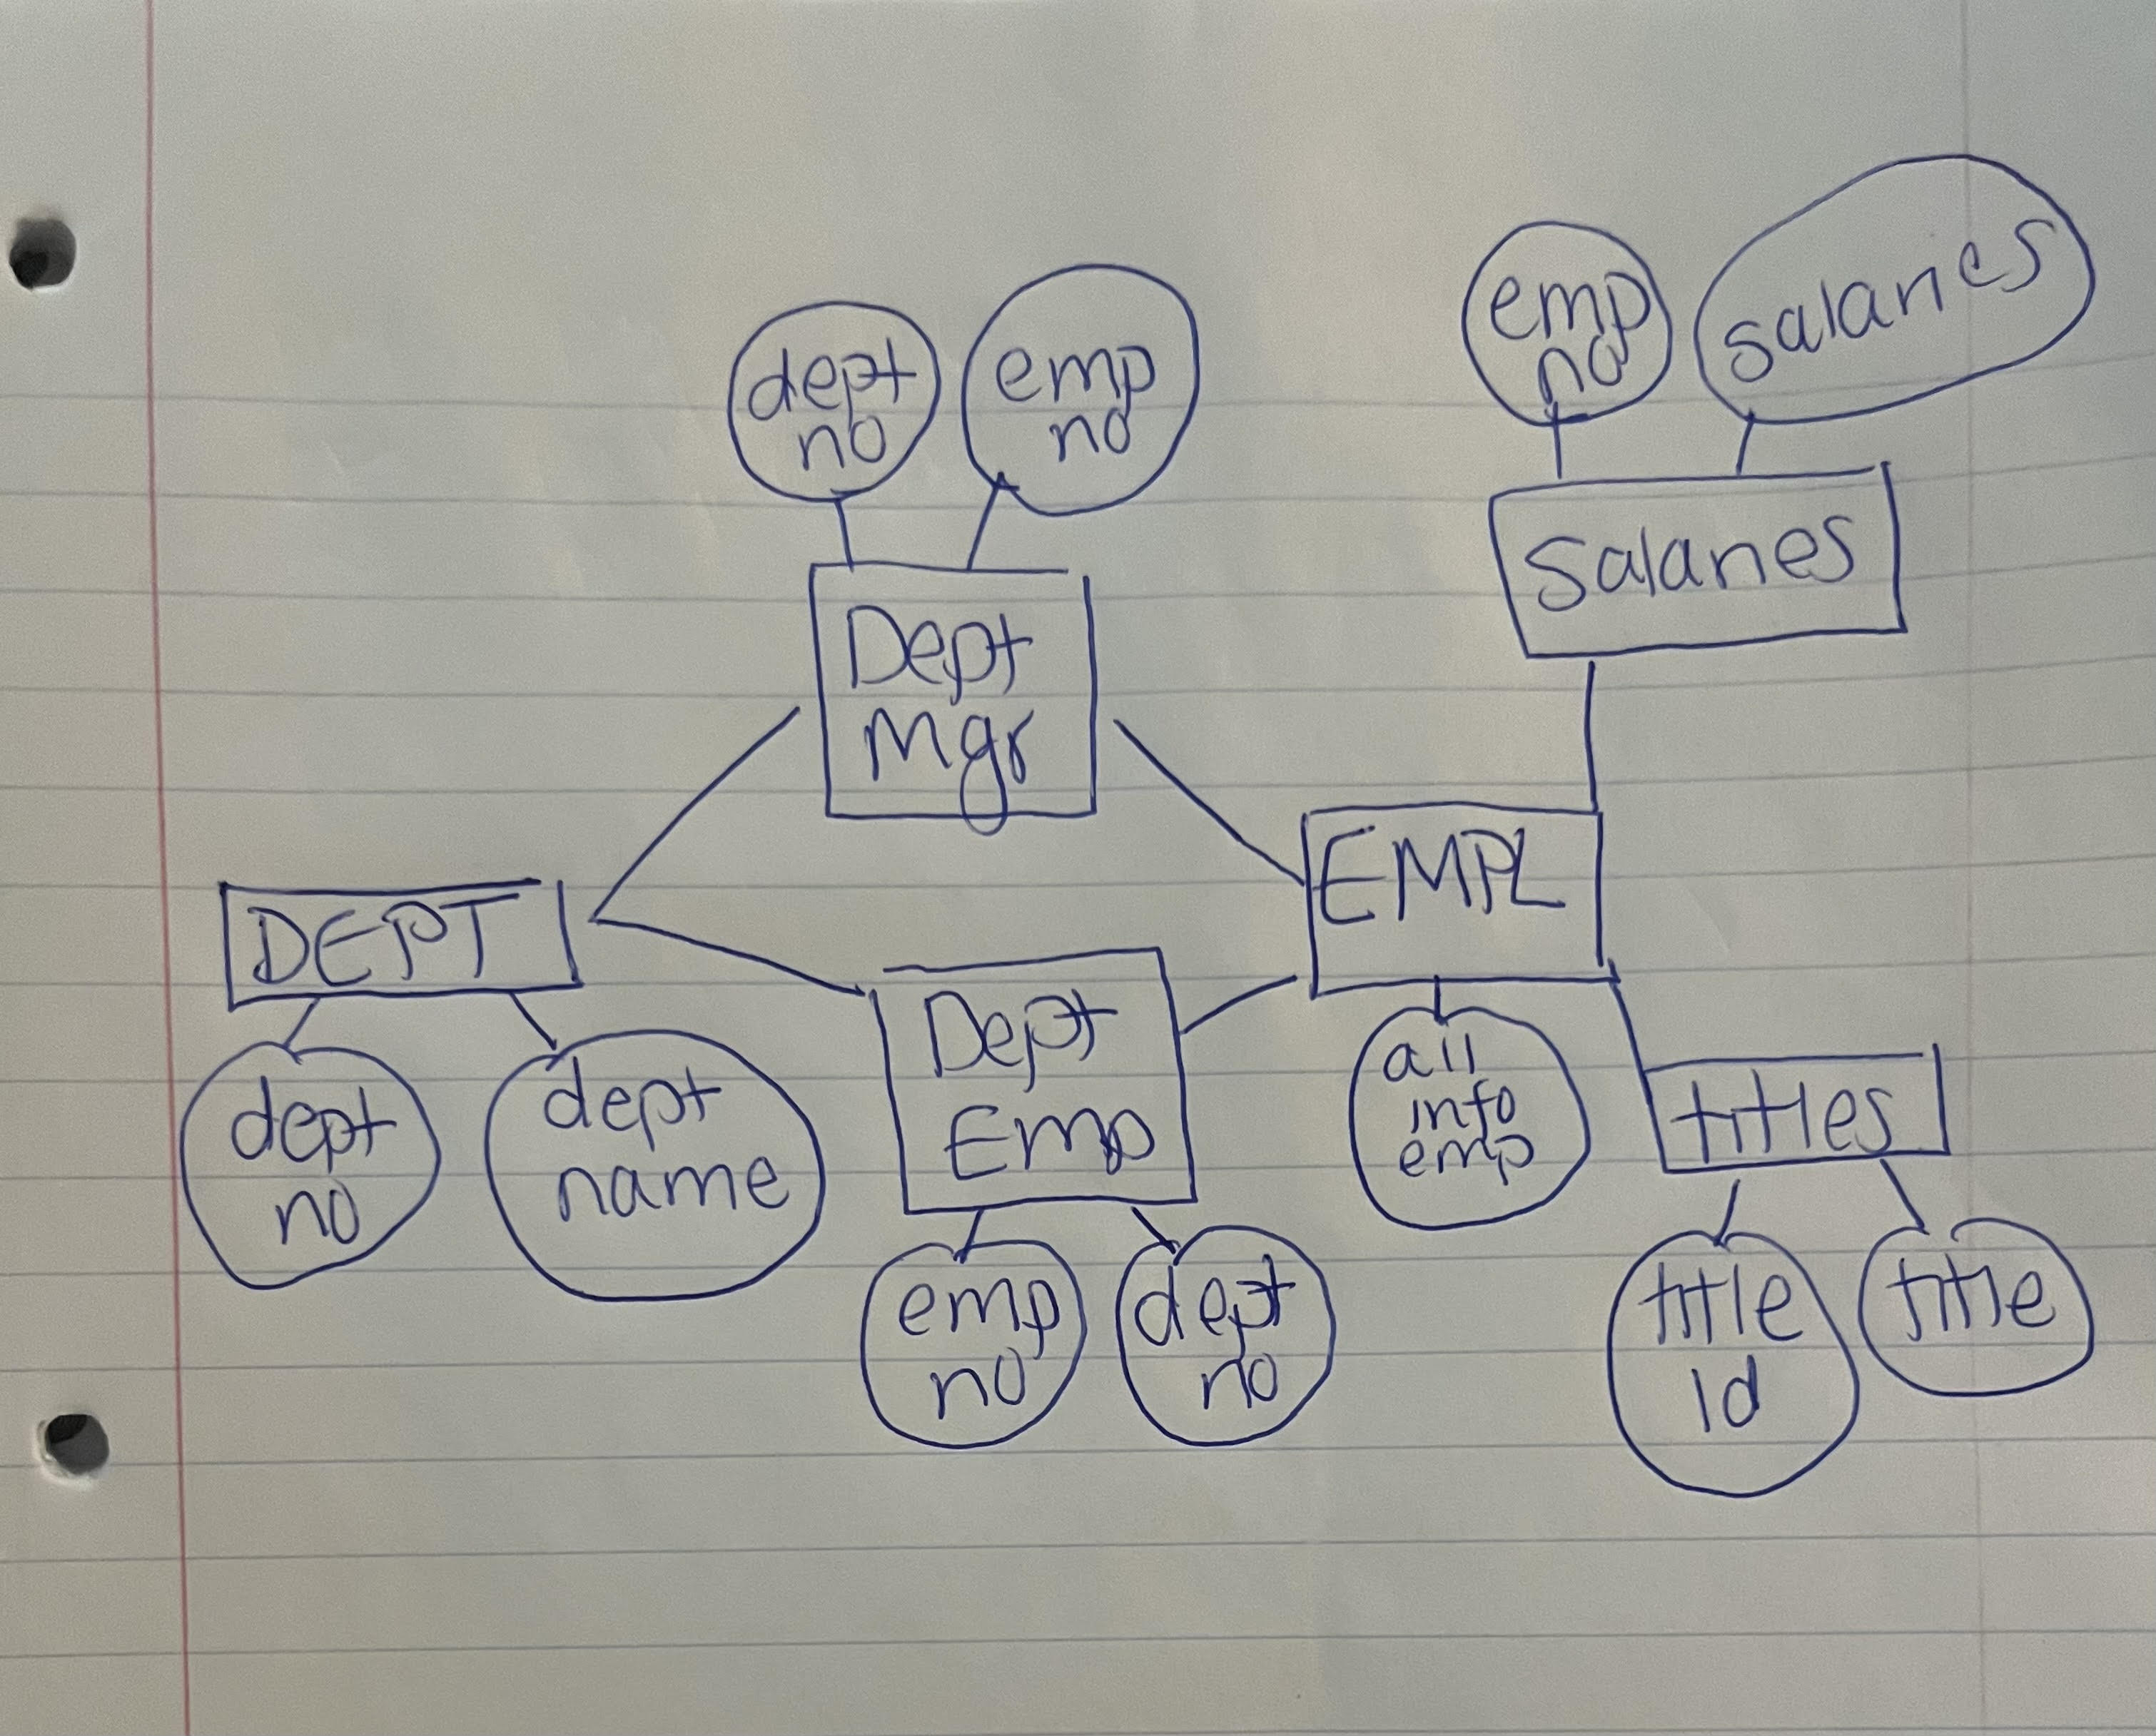 dept
no
emp
no
emp
no
salaries
Dept
Mgr
Salaries
DEPT
dept
no
dept
name
Dept
Emp
emp
no
dept
no
EMPL
all
info
emp
titles
title
id
title